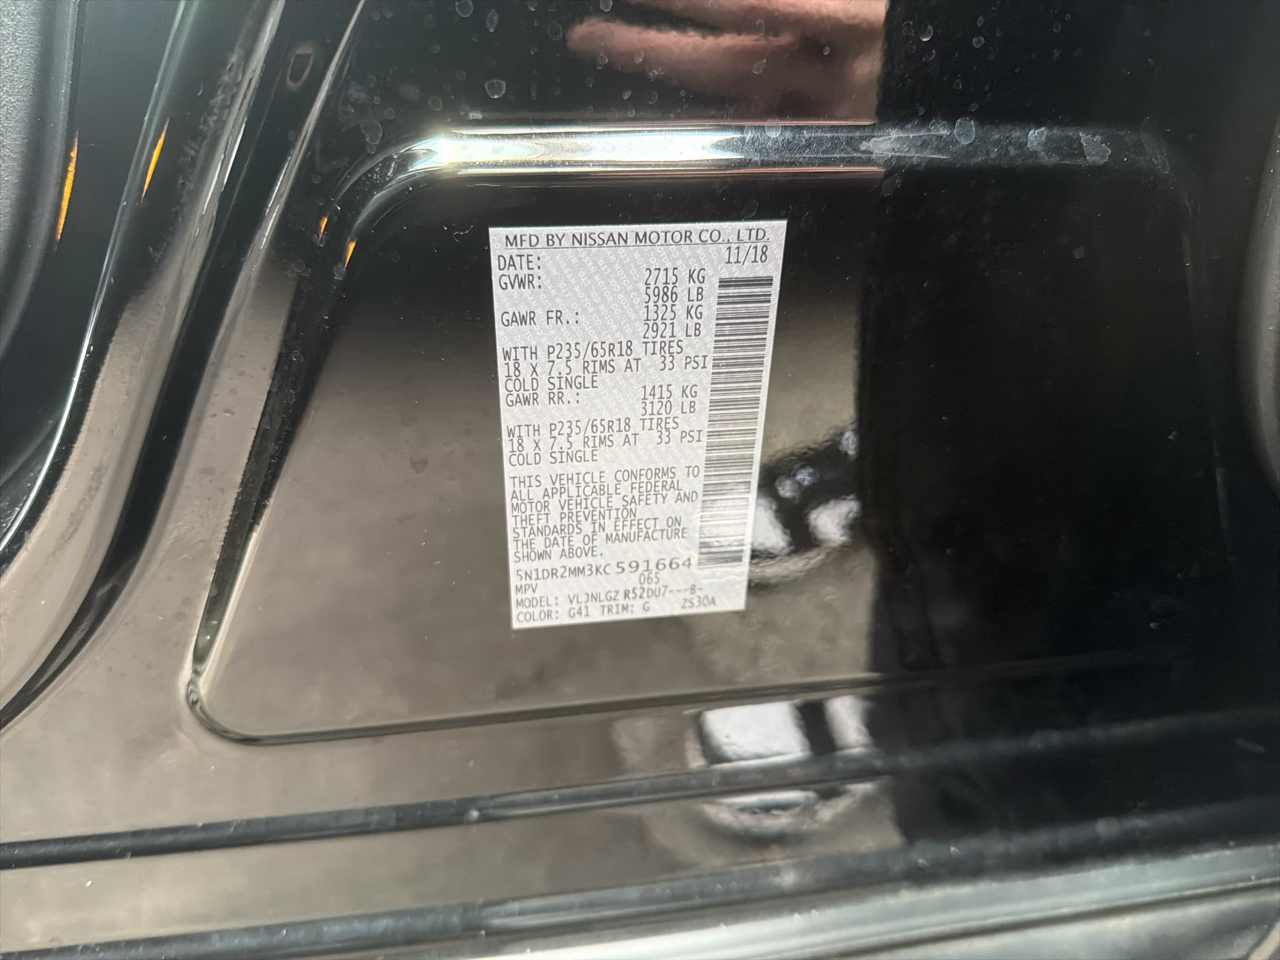 MFD BY NISSAN MOTOR CO., LTD.
DATE: 11/18
GVWR: 2715 KG
5986 LB
GAWR FR.: 1325 KG
2921 LB
WITH P235/65R18 TIRES
18 X 7.5 RIMS AT 33 PSI
COLD SINGLE
GAWR RR.: 1415 KG
3120 LB
WITH P235/65R18 TIRES
18 X 7.5 RIMS AT 33 PSI
COLD SINGLE
THIS VEHICLE CONFORMS TO
ALL APPLICABLE FEDERAL
MOTOR VEHICLE SAFETY AND
THEFT PREVENTION
STANDARDS IN EFFECT ON
THE DATE OF MANUFACTURE
SHOWN ABOVE.
5N1DR2MM3KC591664
MPV 065
MODEL: VLJNLGZ R52DU7---B-
COLOR: G41 TRIM: G ZS30A